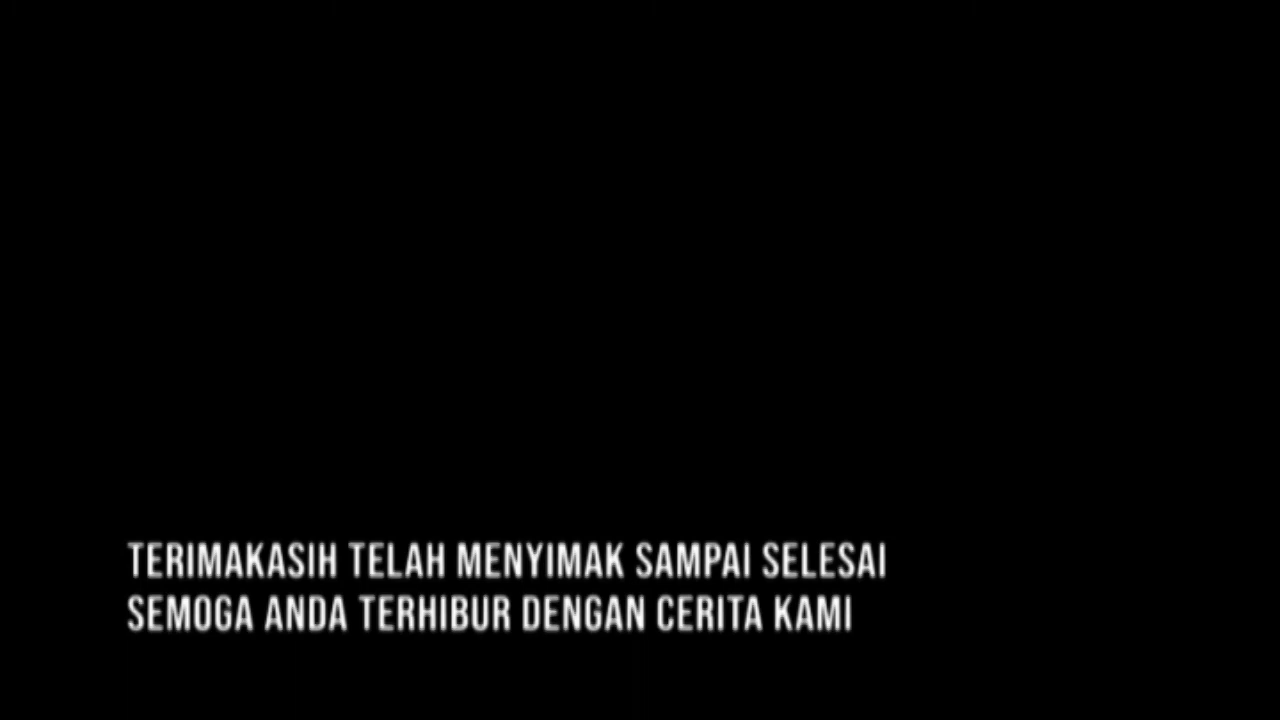 TERIMAKASIH TELAH MENYIMAK SAMPAI SELESAI
SEMOGA ANDA TERHIBUR DENGAN CERITA KAMI